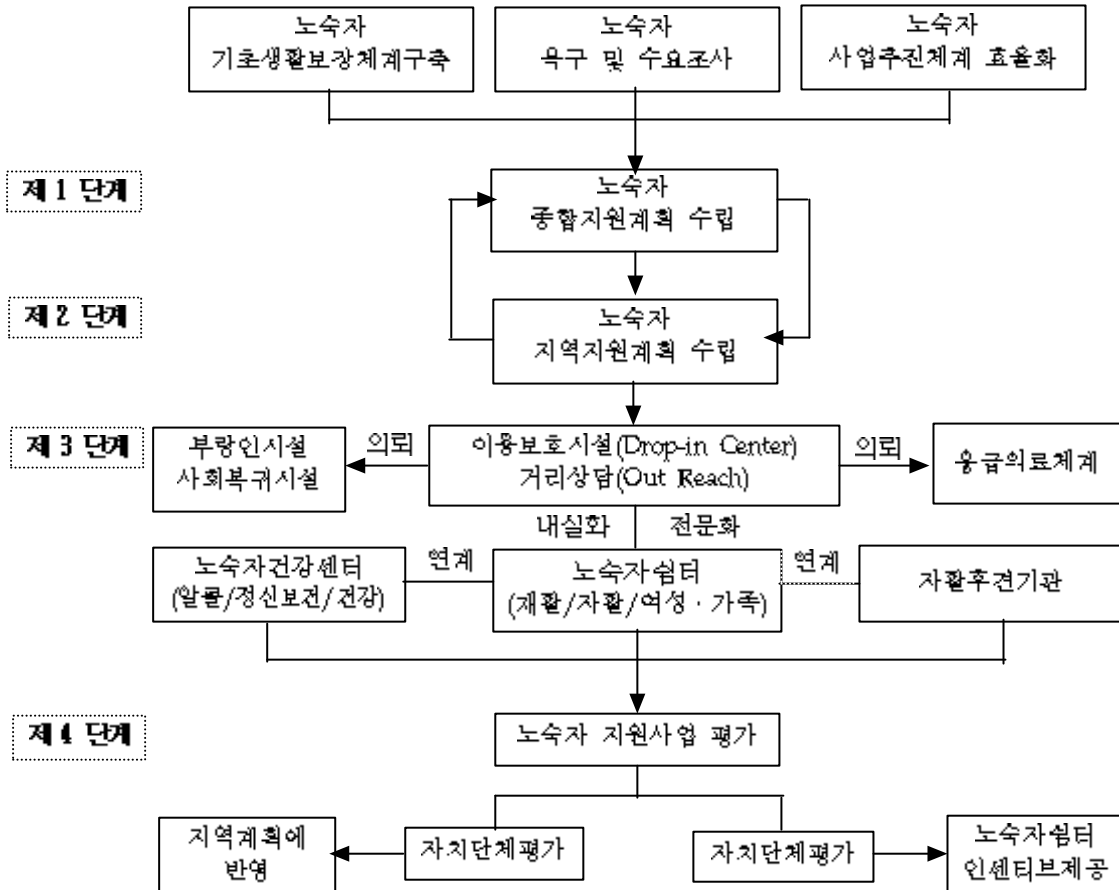 노숙자
기초생활보장체계구축
노숙자
욕구 및 수요조사
노숙자
사업추진체계 효율화
제 1 단계
노숙자
종합지원계획 수립
제 2 단계
노숙자
지역지원계획 수립
제 3 단계
부랑인시설
사회복귀시설
의뢰
이용보호시설(Drop-in Center)
거리상담(Out Reach)
의뢰
응급의료체계
내실화 전문화
노숙자건강센터
(알콜/정신보건/건강)
연계
노숙자쉼터
(재활/자활/여성·가족)
연계
자활후견기관
제 4 단계
노숙자 지원사업 평가
지역계획에
반영
자치단체평가
자치단체평가
노숙자쉼터
인센티브제공